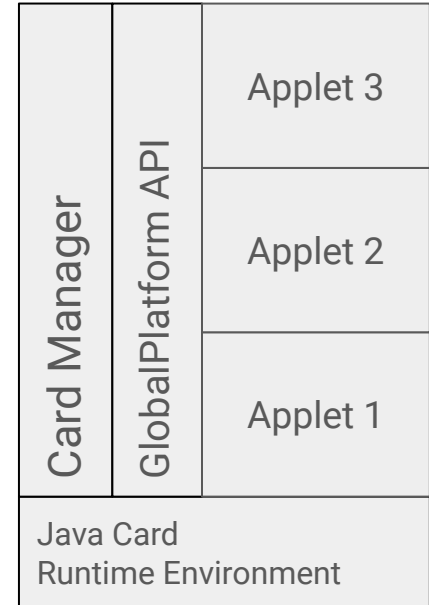 Card Manager
GlobalPlatform API
Applet 3
Applet 2
Applet 1
Java Card
Runtime Environment